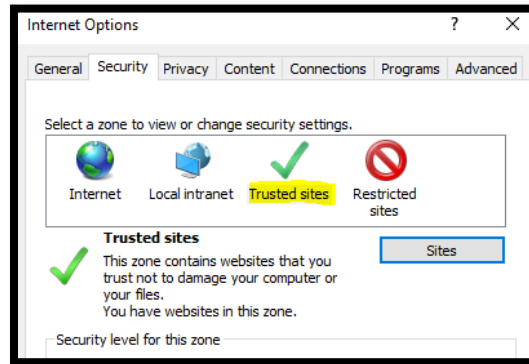 Internet Options ? X
General Security Privacy Content Connections Programs Advanced
Select a zone to view or change security settings.
Internet Local intranet Trusted sites Restricted
sites
Trusted sites
Sites
This zone contains websites that you
trust not to damage your computer or
your files.
You have websites in this zone.
Security level for this zone